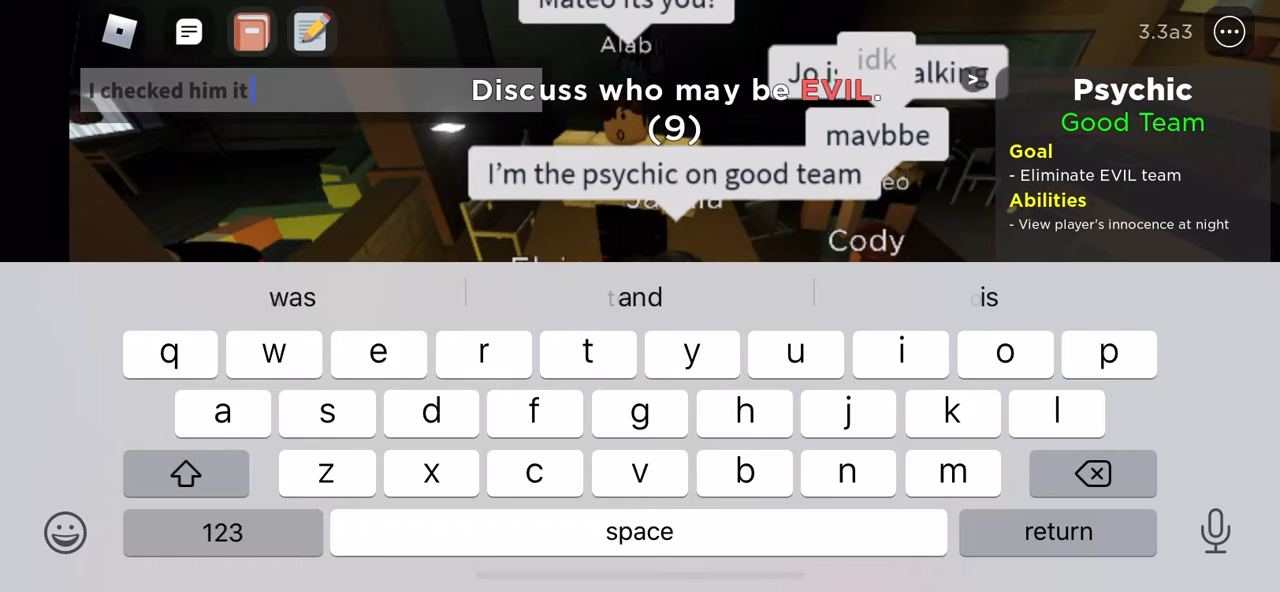 Mateo its you!
3.3a3
Alab
idk
alking
I checked him it
Discuss who may be EVIL.
(9)
>
Psychic
Good Team
Goal
- Eliminate EVIL team
Abilities
- View player's innocence at night
mavbbe
I'm the psychic on good team
eo
Cody
was
and
is
q w e r t y u i o p
a s d f g h j k l
z x c v b n m
123
space
return